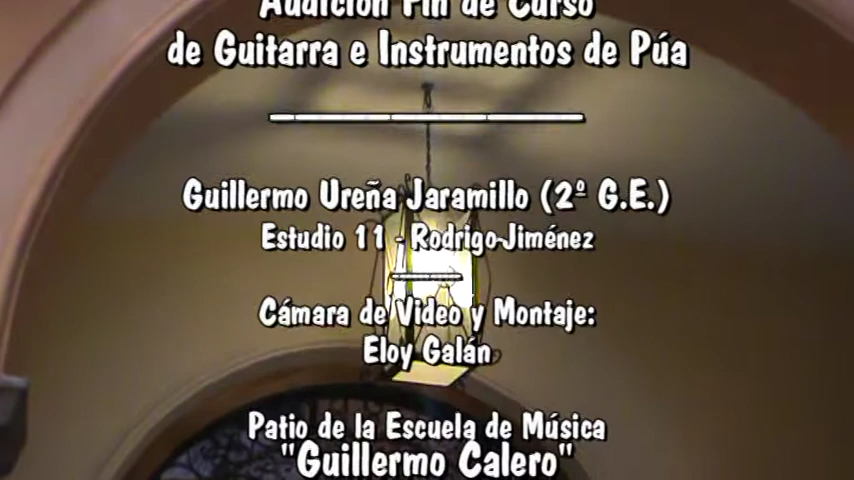 Audición Fin de Curso
de Guitarra e Instrumentos de Púa
Guillermo Ureña Jaramillo (2º G.E.)
Estudio 11 - Rodrigo-Jiménez
Cámara de Video y Montaje:
Eloy Galán
Patio de la Escuela de Música
"Guillermo Calero"